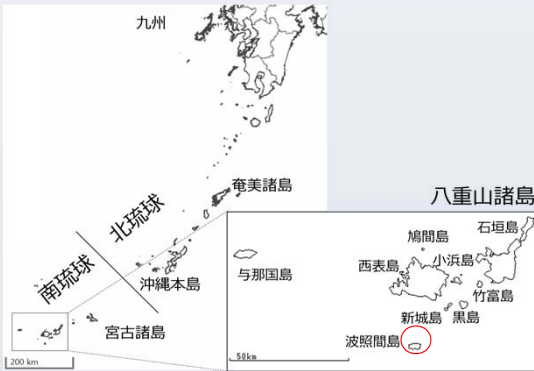 九州
奄美諸島
北琉球
南琉球
沖縄本島
宮古諸島
200 km
八重山諸島
石垣島
鳩間島
小浜島
西表島
与那国島
竹富島
新城島
黒島
波照間島
50km